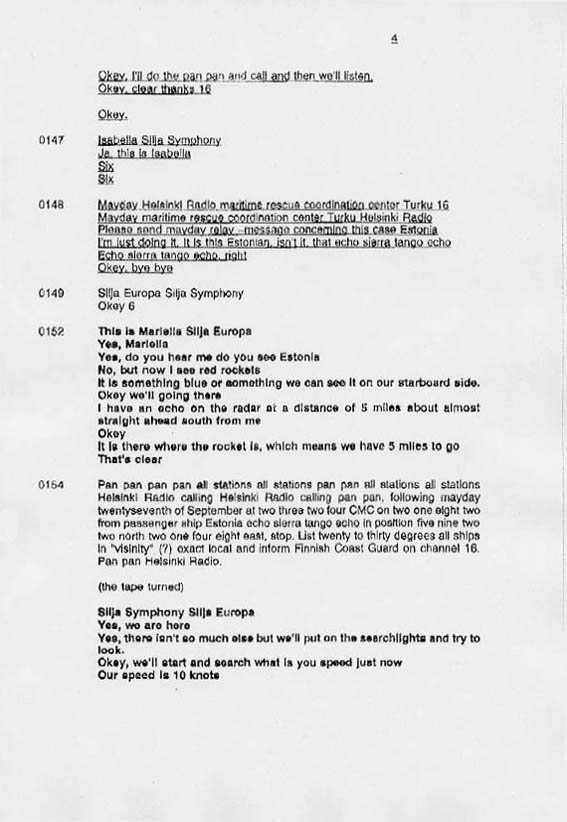 4
Okey, I'll do the pan pan and call and then we'll listen.
Okey, clear thanks 16
Okey.
0147 Isabella Silja Symphony
Ja, this is Isabella
Six
Six
0148 Mayday Helsinki Radio maritime rescue coordination center Turku 16
Mayday maritime rescue coordination center Turku Helsinki Radio
Please send mayday relay -message concerning this case Estonia
I'm just doing it. It is this Estonian, isn't it, that echo sierra tango echo
Echo sierra tango echo, right
Okey, bye bye
0149 Silja Europa Silja Symphony
Okey 6
0152 This is Mariella Silja Europa
Yes, Mariella
Yes, do you hear me do you see Estonia
No, but now I see red rockets
It is something blue or something we can see it on our starboard side.
Okey we'll going there
I have an echo on the radar at a distance of 5 miles about almost
straight ahead south from me
Okey
It is there where the rocket is, which means we have 5 miles to go
That's clear
0154 Pan pan pan pan all stations all stations pan pan all stations all stations
Helsinki Radio calling Helsinki Radio calling pan pan, following mayday
twentyseventh of September at two three two four CMC on two one eight two
from passenger ship Estonia echo sierra tango echo in position five nine two
two north two one four eight east, stop. List twenty to thirty degrees all ships
in "visinity" (?) exact local and inform Finnish Coast Guard on channel 16.
Pan pan Helsinki Radio.
(the tape turned)
Silja Symphony Silja Europa
Yes, we are here
Yes, there isn't so much else but we'll put on the searchlights and try to
look.
Okey, we'll start and search what is you speed just now
Our speed is 10 knots